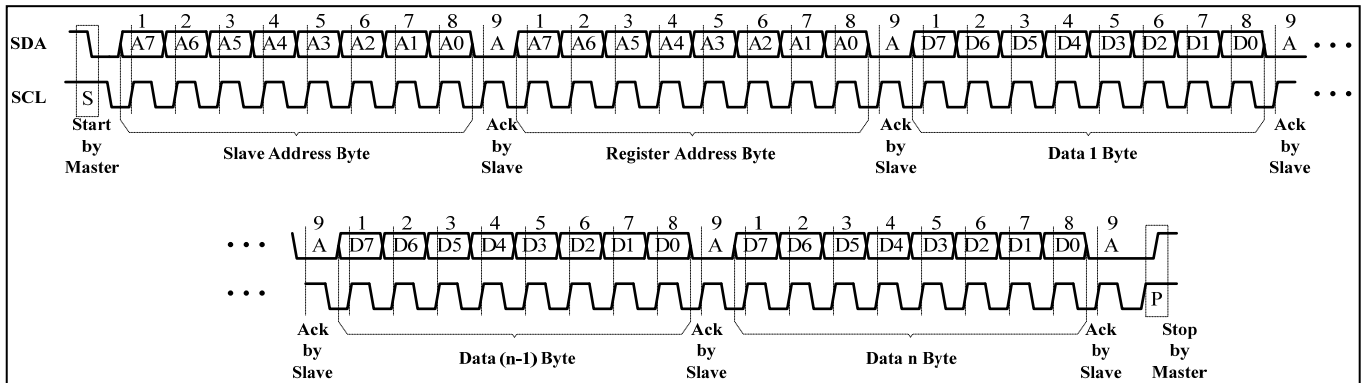 1 2 3 4 5 6 7 8 9 1 2 3 4 5 6 7 8 9 1 2 3 4 5 6 7 8 9
SDA A7 A6 A5 A4 A3 A2 A1 A0 A A7 A6 A5 A4 A3 A2 A1 A0 A D7 D6 D5 D4 D3 D2 D1 D0 A • • •
SCL S • • •
Start by Master
Slave Address Byte
Ack by Slave
Register Address Byte
Ack by Slave
Data 1 Byte
Ack by Slave
9 1 2 3 4 5 6 7 8 9 1 2 3 4 5 6 7 8 9
• • • A D7 D6 D5 D4 D3 D2 D1 D0 A D7 D6 D5 D4 D3 D2 D1 D0 A
• • • P
Ack by Slave
Data (n-1) Byte
Ack by Slave
Data n Byte
Ack by Slave
Stop by Master